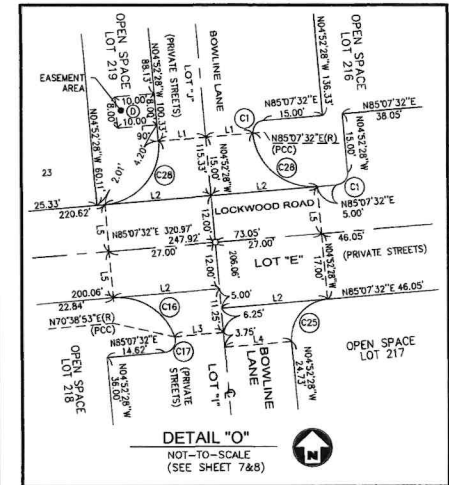 OPEN SPACE
LOT 219
EASEMENT
AREA
10.00'
10.00'
8.00'
8.00'
D
90°
4.20'
2.01'
N04°52'28"W 60.11'
N04°52'28"W
88.13'
N04°52'28"W 100.33'
(PRIVATE STREETS)
LOT "J"
BOWLINE LANE
N04°52'28"W 136.33'
OPEN SPACE
LOT 216
C1
N85°07'32"E
15.00'
N85°07'32"E
38.05'
N85°07'32"E(R)
(PCC)
N04°52'28"W
15.00'
C28
C28
L1
L1
115.33'
N04°52'28"W
15.00'
C1
N85°07'32"E
5.00'
23
25.33'
220.62'
L2
L2
LOCKWOOD ROAD
L5
L5
12.00'
N85°07'32"E 320.97'
247.92'
27.00'
73.05'
27.00'
46.05'
LOT "E"
(PRIVATE STREETS)
N04°52'28"W
17.00'
L5
12.00'
206.06'
200.06'
22.84'
L2
5.00'
L2
N85°07'32"E 46.05'
C16
11.25'
6.25'
N70°38'53"E(R)
(PCC)
L3
3.75'
L4
C25
N85°07'32"E
14.62'
C17
OPEN SPACE
LOT 218
N04°52'28"W
36.00'
(PRIVATE
STREETS)
LOT "I"
BOWLINE
LANE
N04°52'28"W
24.73'
OPEN SPACE
LOT 217
DETAIL "O"
NOT-TO-SCALE
(SEE SHEET 7&8)
N